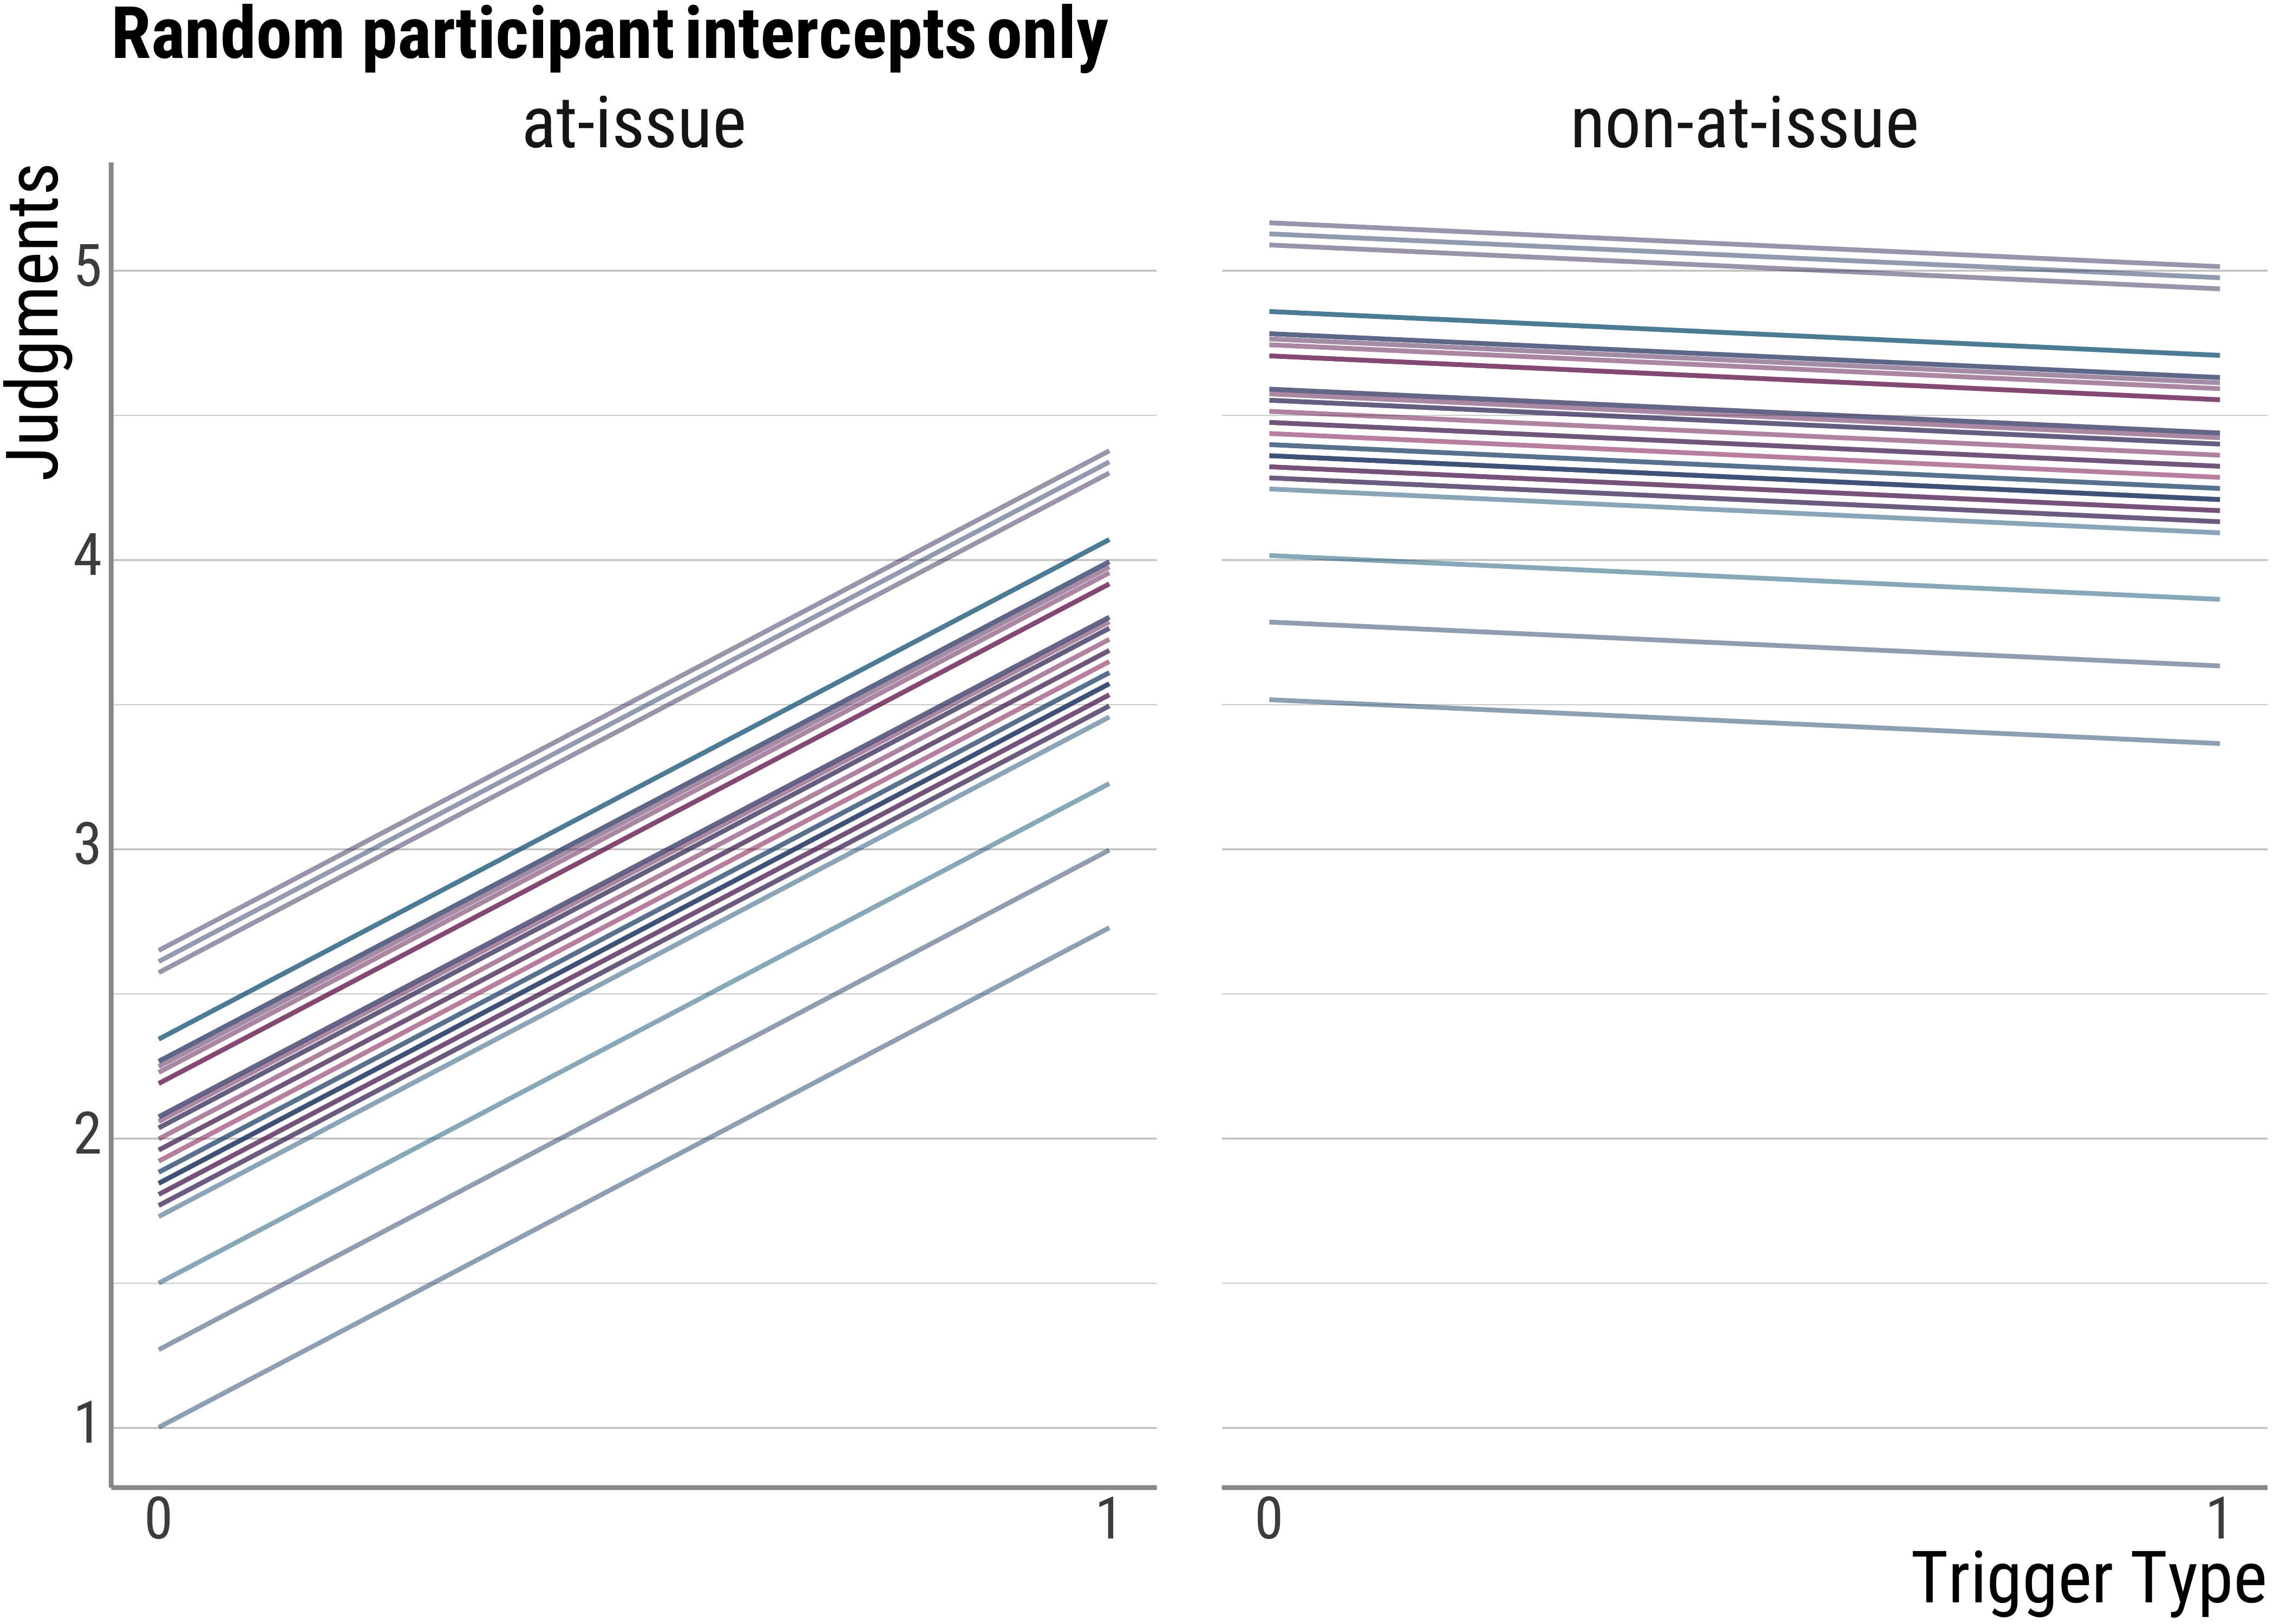 Random participant intercepts only
at-issue
non-at-issue
Judgments
5
4
3
2
1
0 1
0 1
Trigger Type